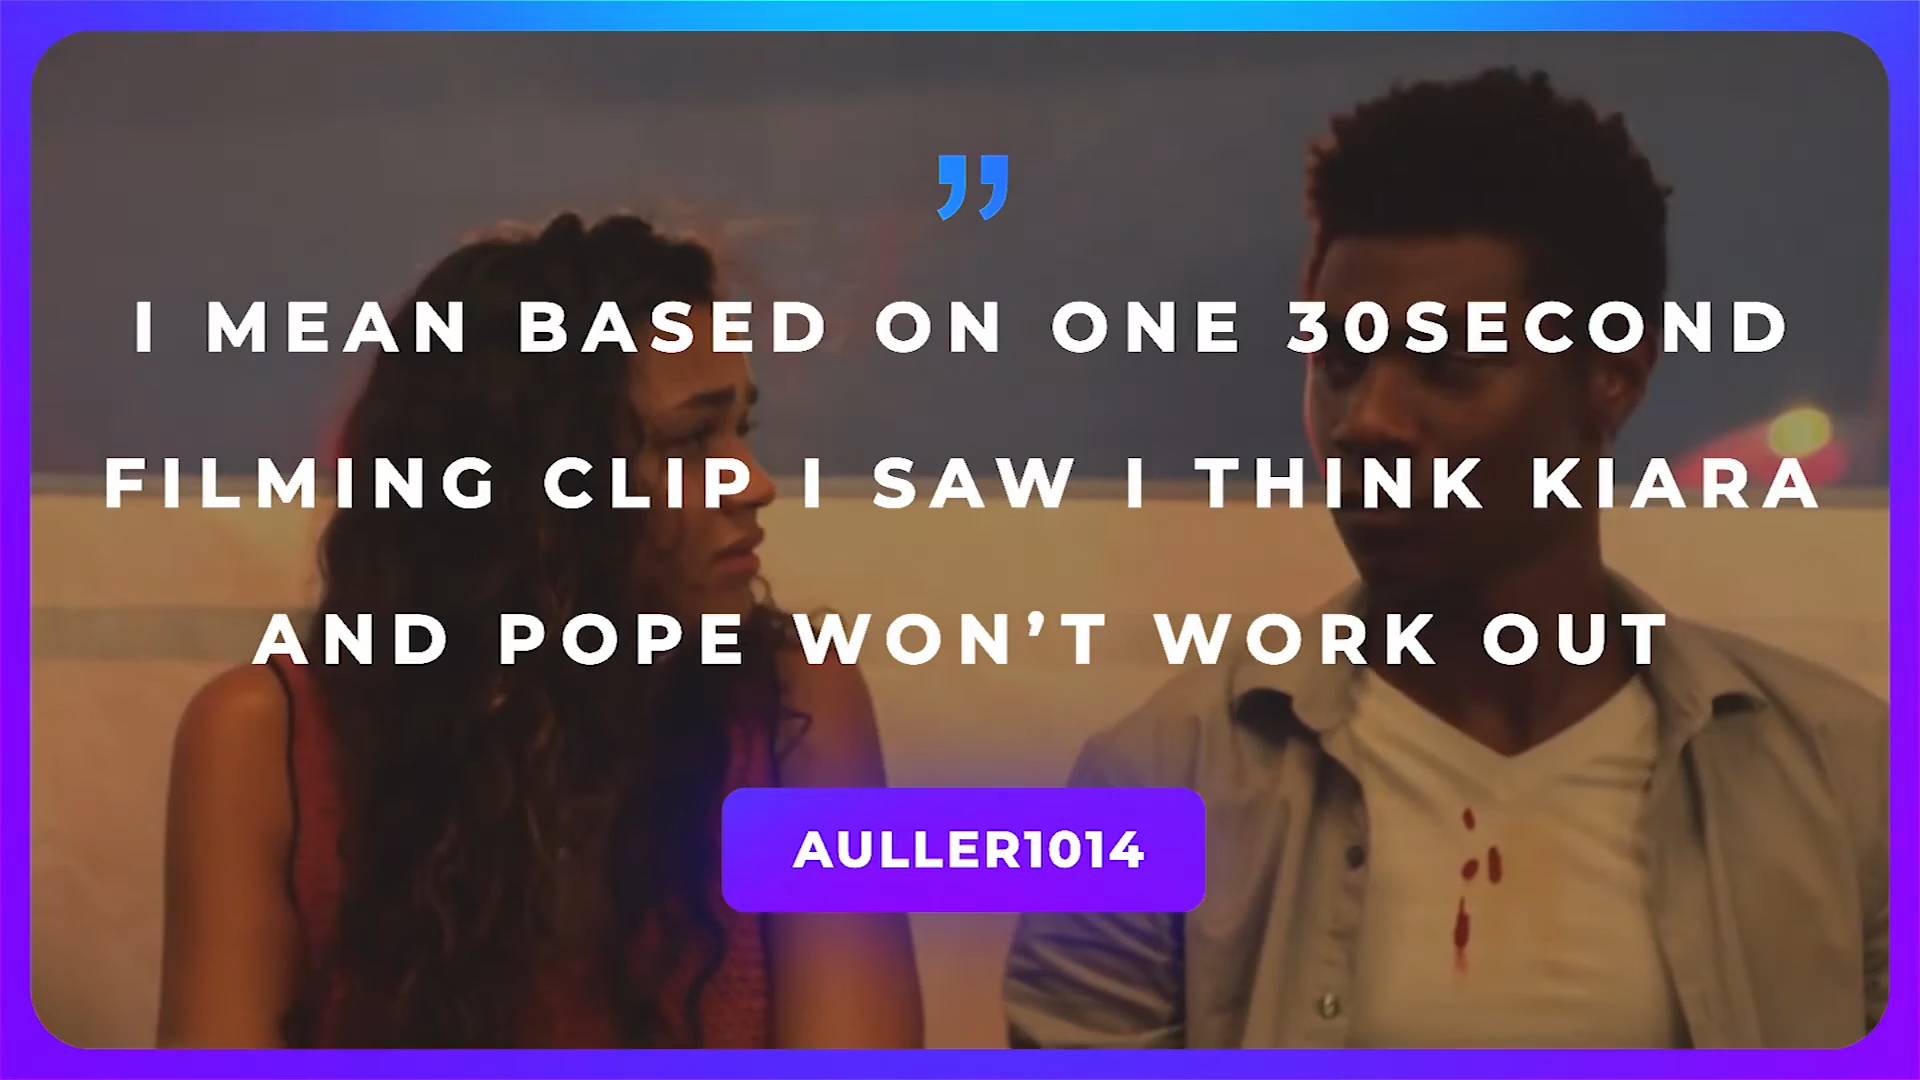 ”
I MEAN BASED ON ONE 30SECOND
FILMING CLIP I SAW I THINK KIARA
AND POPE WON’T WORK OUT
AULLER1014